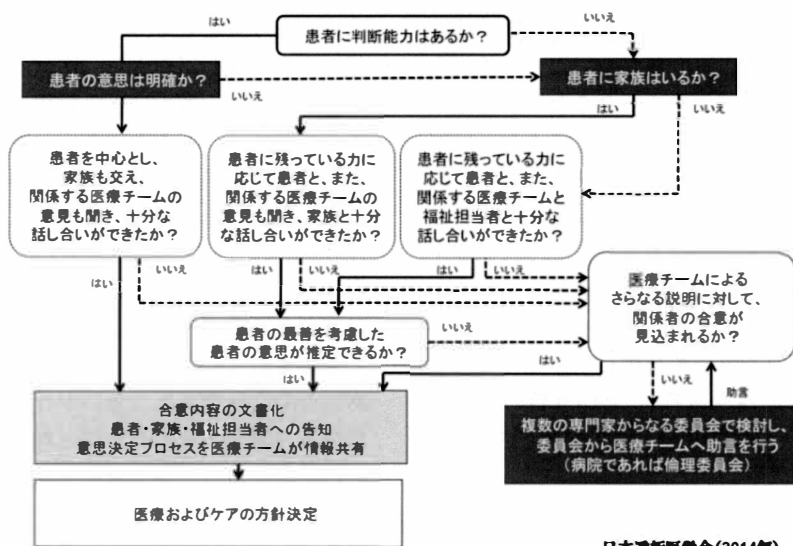 患者に判断能力はあるか？
はい
いいえ
患者の意思は明確か？
いいえ
患者に家族はいるか？
はい
いいえ
患者を中心とし、
家族も交え、
関係する医療チームの
意見も聞き、十分な
話し合いができたか？
患者に残っている力に
応じて患者と、また、
関係する医療チームの
意見も聞き、家族と十分
な話し合いができたか？
患者に残っている力に
応じて患者と、また、
関係する医療チームと
福祉担当者と十分な
話し合いができたか？
はい
いいえ
はい
いいえ
はい
いいえ
医療チームによる
さらなる説明に対して、
関係者の合意が
見込まれるか？
患者の最善を考慮した
患者の意思が推定できるか？
いいえ
はい
はい
いいえ
助言
合意内容の文書化
患者・家族・福祉担当者への告知
意思決定プロセスを医療チームが情報共有
複数の専門家からなる委員会で検討し、
委員会から医療チームへ助言を行う
（病院であれば倫理委員会）
医療およびケアの方針決定
日本透析医学会（2014年）